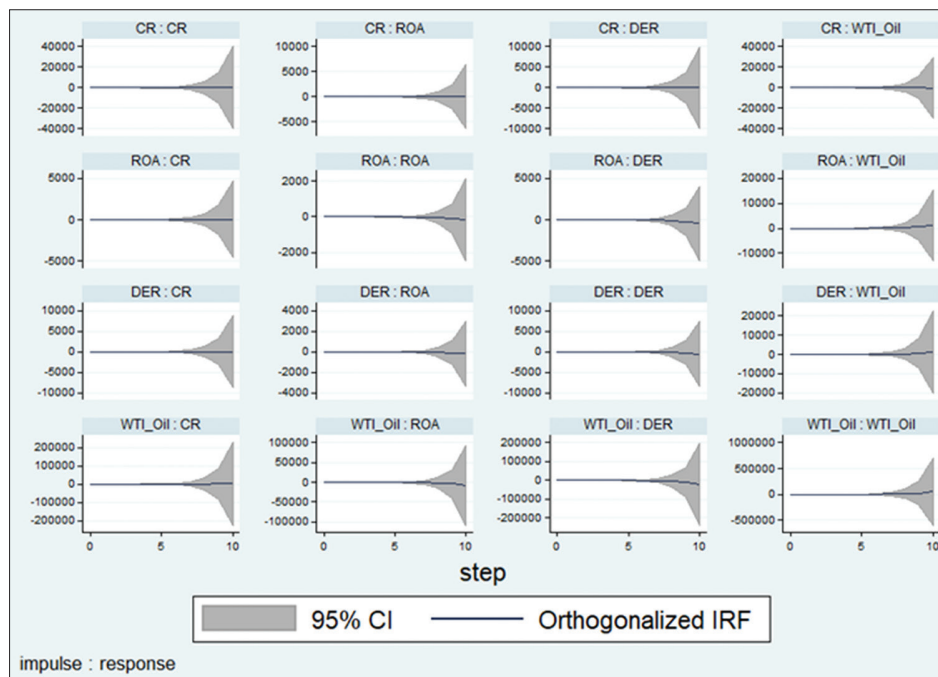 CR : CR CR : ROA CR : DER CR : WTI_Oil
40000 10000 10000 40000
20000 5000 5000 20000
0 0 0 0
-20000 -5000 -5000 -20000
-40000 -10000 -40000
ROA : CR ROA : ROA ROA : DER ROA : WTI_Oil
5000 2000 5000 20000
10000
0 0 0 0
-5000 -2000 -5000 -10000
DER : CR DER : ROA DER : DER DER : WTI_Oil
10000 4000 10000 20000
5000 2000 5000 10000
0 0 0 0
-5000 -2000 -5000 -10000
-10000 -4000 -10000 -20000
WTI_Oil : CR WTI_Oil : ROA WTI_Oil : DER WTI_Oil : WTI_Oil
200000 100000 200000 1000000
100000 50000 100000 500000
0 0 0 0
-100000 -50000 -100000 -500000
-200000 -100000 -200000
0 5 10 0 5 10 0 5 10 0 5 10
step
95% CI Orthogonalized IRF
impulse : response